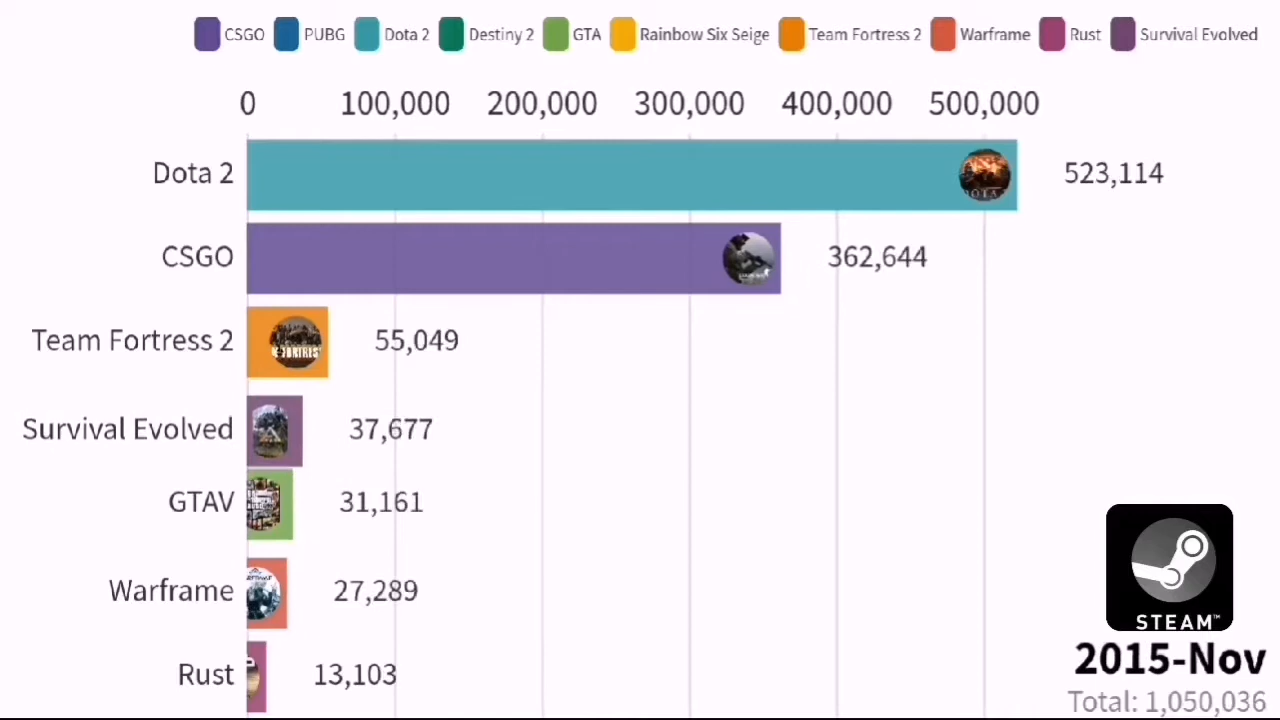 CSGO PUBG Dota 2 Destiny 2 GTA Rainbow Six Seige Team Fortress 2 Warframe Rust Survival Evolved
0 100,000 200,000 300,000 400,000 500,000
Dota 2 523,114
CSGO 362,644
Team Fortress 2 55,049
Survival Evolved 37,677
GTAV 31,161
Warframe 27,289
Rust 13,103
STEAM™
2015-Nov
Total: 1,050,036